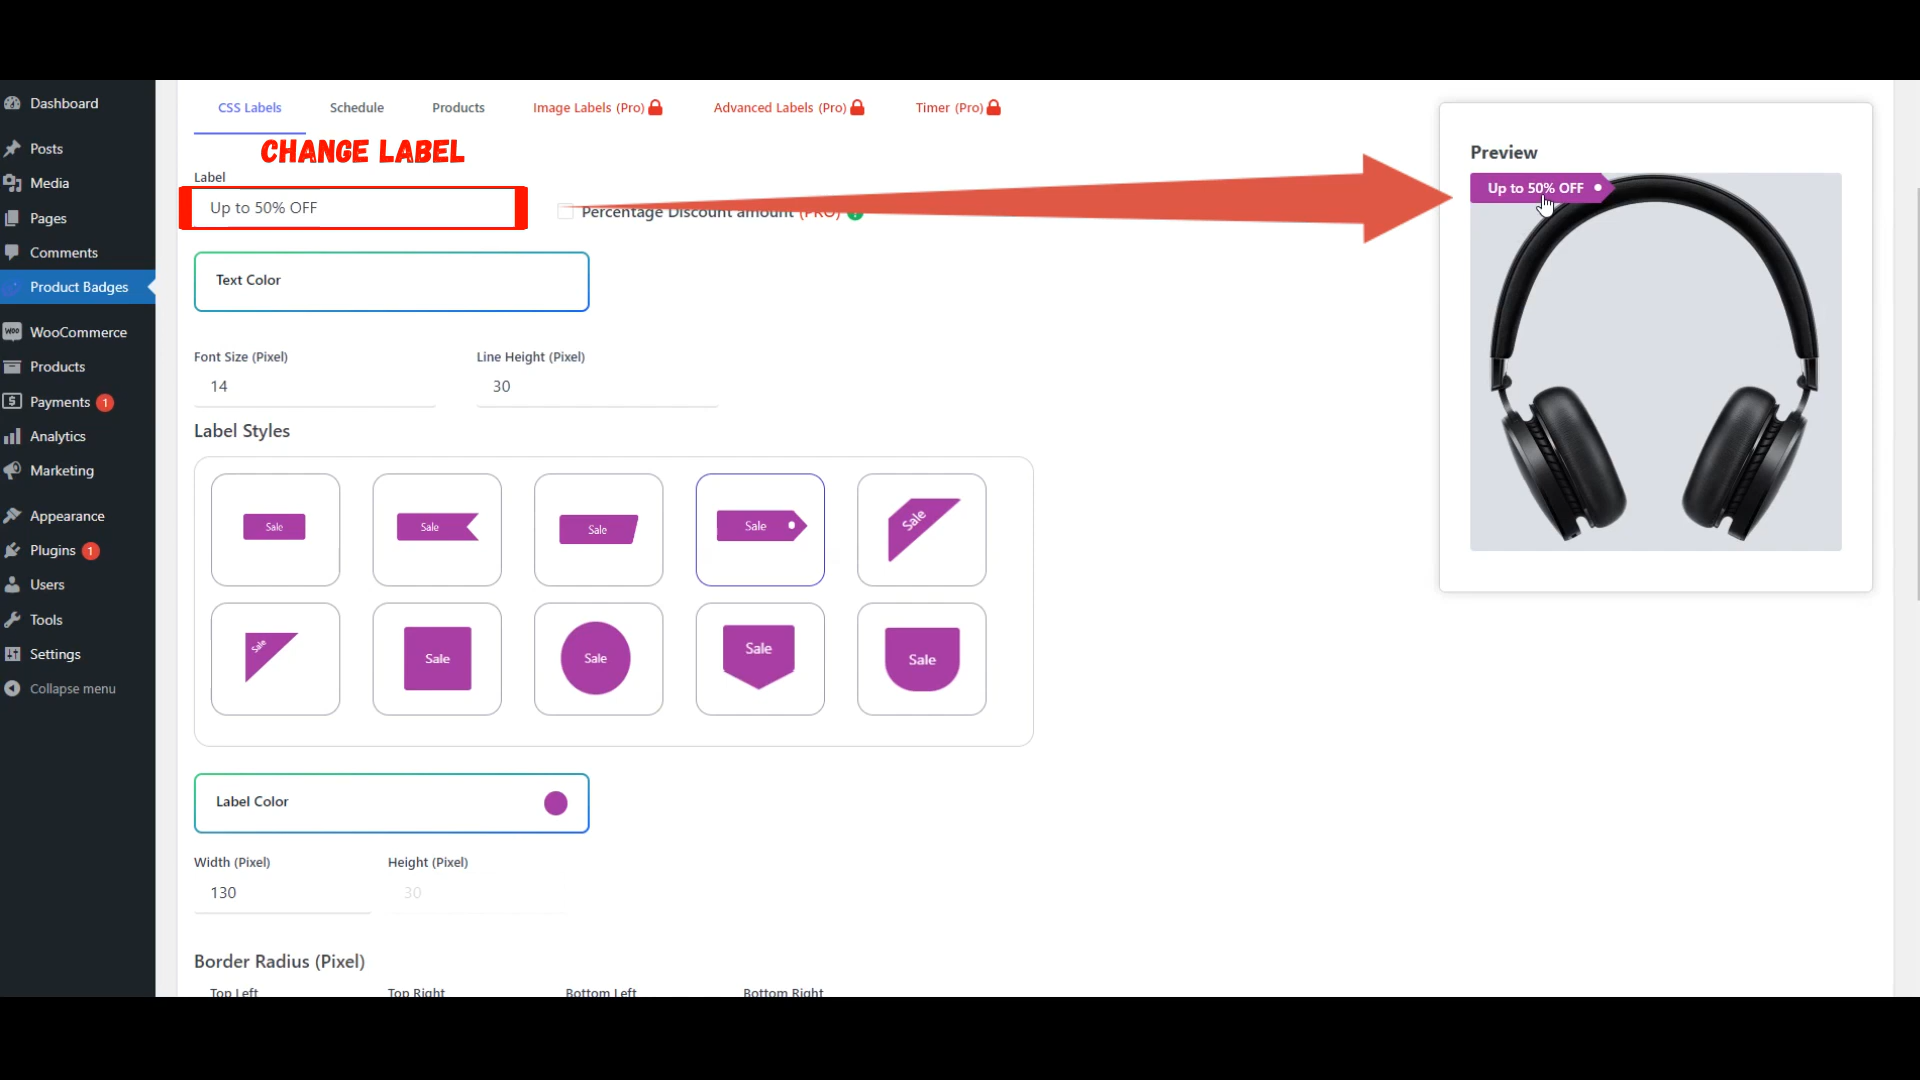 Dashboard
Posts
Media
Pages
Comments
Product Badges
WooCommerce
Products
Payments 1
Analytics
Marketing
Appearance
Plugins 1
Users
Tools
Settings
Collapse menu
CSS Labels
Schedule
Products
Image Labels (Pro)
Advanced Labels (Pro)
Timer (Pro)
CHANGE LABEL
Label
Up to 50% OFF
Percentage Discount amount (PRO)
Text Color
Font Size (Pixel)
Line Height (Pixel)
14
30
Label Styles
Sale
Sale
Sale
Sale
Sale
Sale
Sale
Sale
Sale
Sale
Label Color
Width (Pixel)
Height (Pixel)
130
30
Border Radius (Pixel)
Top Left
Top Right
Bottom Left
Bottom Right
Preview
Up to 50% OFF